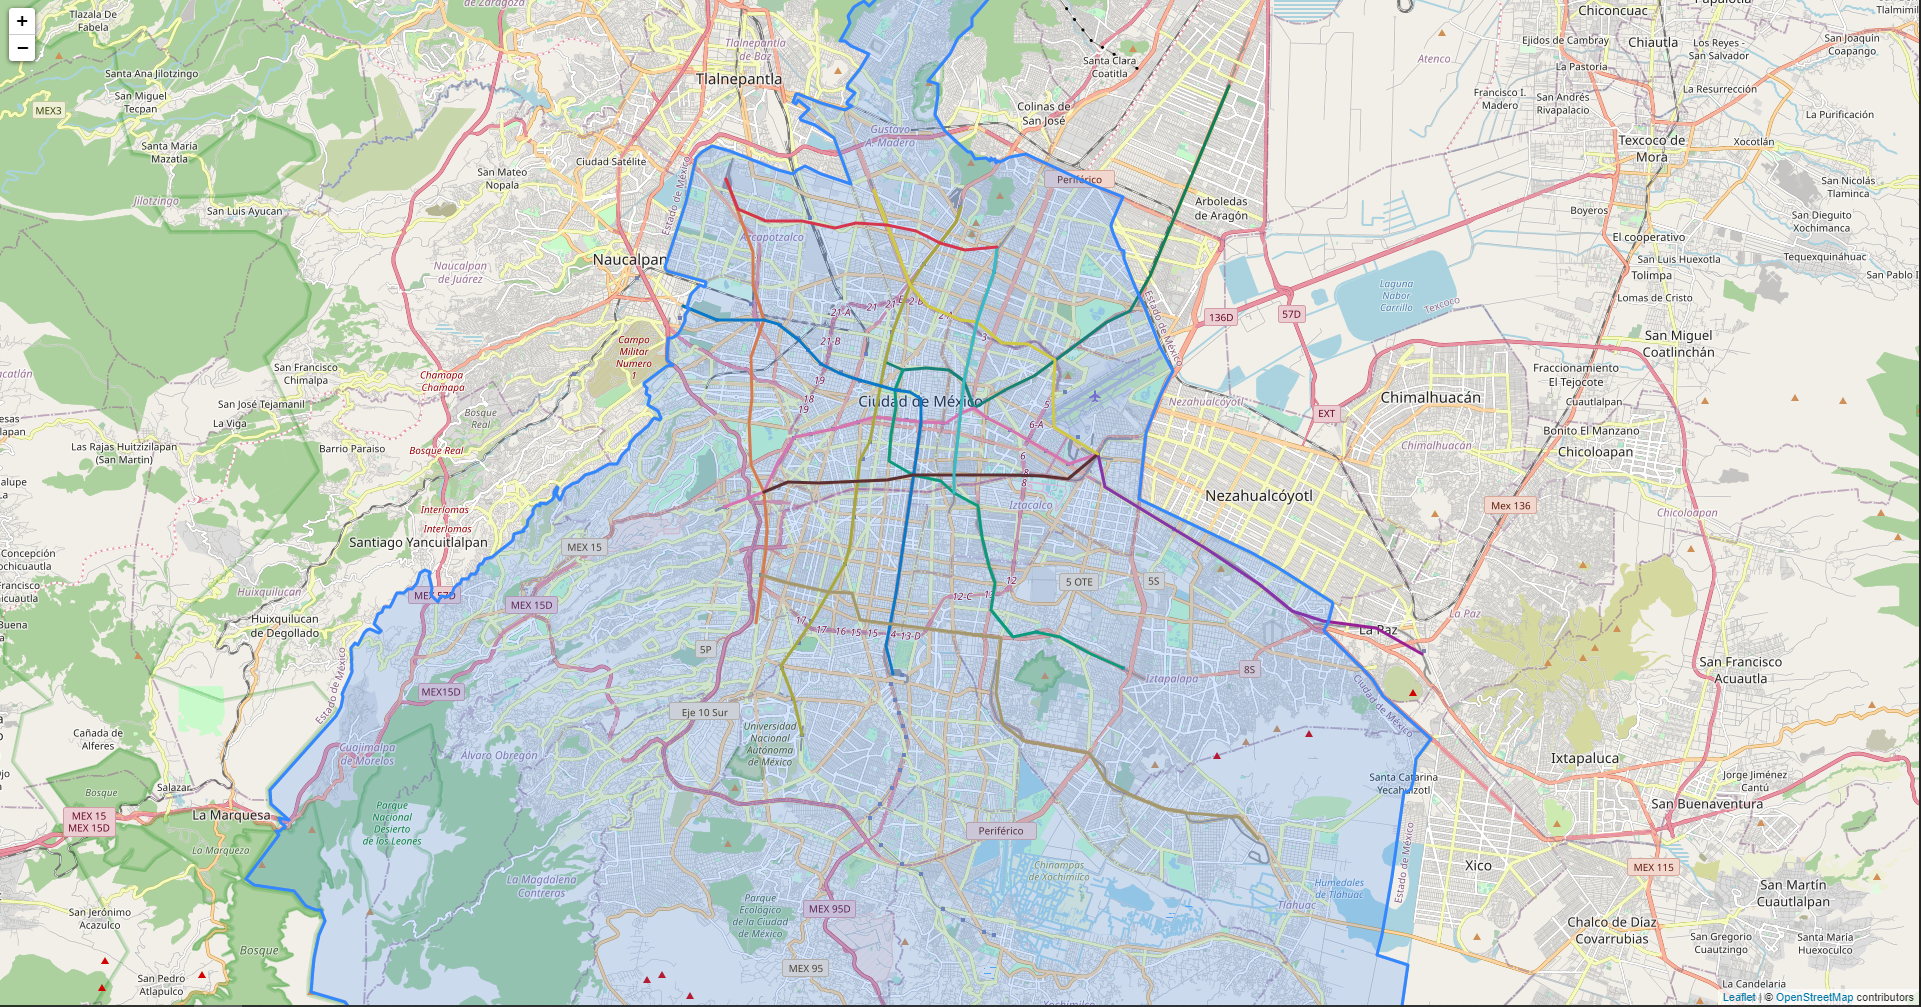 +
−
Tlazala De
Fabela
de Zaragoza
Tlalnepantla
de Baz
Tlalnepantla
Santa Clara
Coatitla
Chiconcuac
Ejidos de Cambray
Chiautla
Los Reyes -
San Salvador
San Joaquín
Coapango
Atenco
La Pastoria
Santa Ana Jilotzingo
San Miguel
Tecpan
MEX3
Colinas de
San José
Francisco I.
Madero
San Andrés
Rivapalacio
La Resurrección
La Purificación
Gustavo
A. Madero
Santa María
Mazatla
Ciudad Satélite
San Mateo
Nopala
Texcoco de
Mora
Xocotlán
Periférico
San Nicolás
Tlaminca
Jilotzingo
San Luis Ayucan
Estado de México
Arboledas
de Aragón
Boyeros
San Dieguito
Xochimanca
Azcapotzalco
El cooperativo
Naucalpan
Naucalpan
de Juárez
San Luis Huexotla
Tequexquináhuac
Tolimpa
San Pablo I
Laguna
Nabor
Carrillo
Texcoco
Lomas de Cristo
21-A
21
21-B
136D
57D
Estado de México
Campo
Militar
Numero
1
San Miguel
Coatlinchán
San Francisco
Chimalpa
Chamapa
Chamapa
Fraccionamiento
El Tejocote
19
18
19
Ciudad de México
Nezahualcóyotl
Chimalhuacán
Cuautlalpan
San José Tejamanil
La Viga
Bosque
Real
EXT
Las Rajas Huitzizilapan
(San Martin)
Barrio Paraiso
Bosque Real
5
6-A
6
8
8
Bonito El Manzano
Chicoloapan
Chimalhuacán
Nezahualcóyotl
Iztacalco
Mex 136
Chicoloapan
Interlomas
Interlomas
Santiago Yancuitlalpan
MEX 15
Concepción
MEX 57D
MEX 15D
12
12-C
5 OTE
5S
Huixquilucan
Huixquilucan
de Degollado
La Paz
La Paz
17
17
16
15
15
13-D
5P
8S
Iztapalapa
San Francisco
Acuautla
Estado de México
MEX15D
Ciudad de México
Eje 10 Sur
Universidad
Nacional
Autónoma
de México
Cañada de
Alferes
Cuajimalpa
de Morelos
Álvaro Obregón
Ixtapaluca
Santa Catarina
Yecahuizotl
Jorge Jiménez
Cantú
Salazar
Bosque
MEX 15
MEX 15D
La Marquesa
Parque
Nacional
Desierto
de los Leones
San Buenaventura
Periférico
La Marqueza
Chinampas
de Xochimilco
Estado de México
Xico
MEX 115
La Magdalena
Contreras
Humedales
de Tláhuac
Tláhuac
San Martín
Cuautlalpan
San Jerónimo
Acazulco
Parque
Ecológico
de la Ciudad
de México
MEX 95D
Chalco de Díaz
Covarrubias
San Gregorio
Cuautzingo
Santa María
Huexoculco
Bosque
San Pedro
Atlapulco
MEX 95
La Candelaria
Xochimilco
Leaflet | © OpenStreetMap contributors